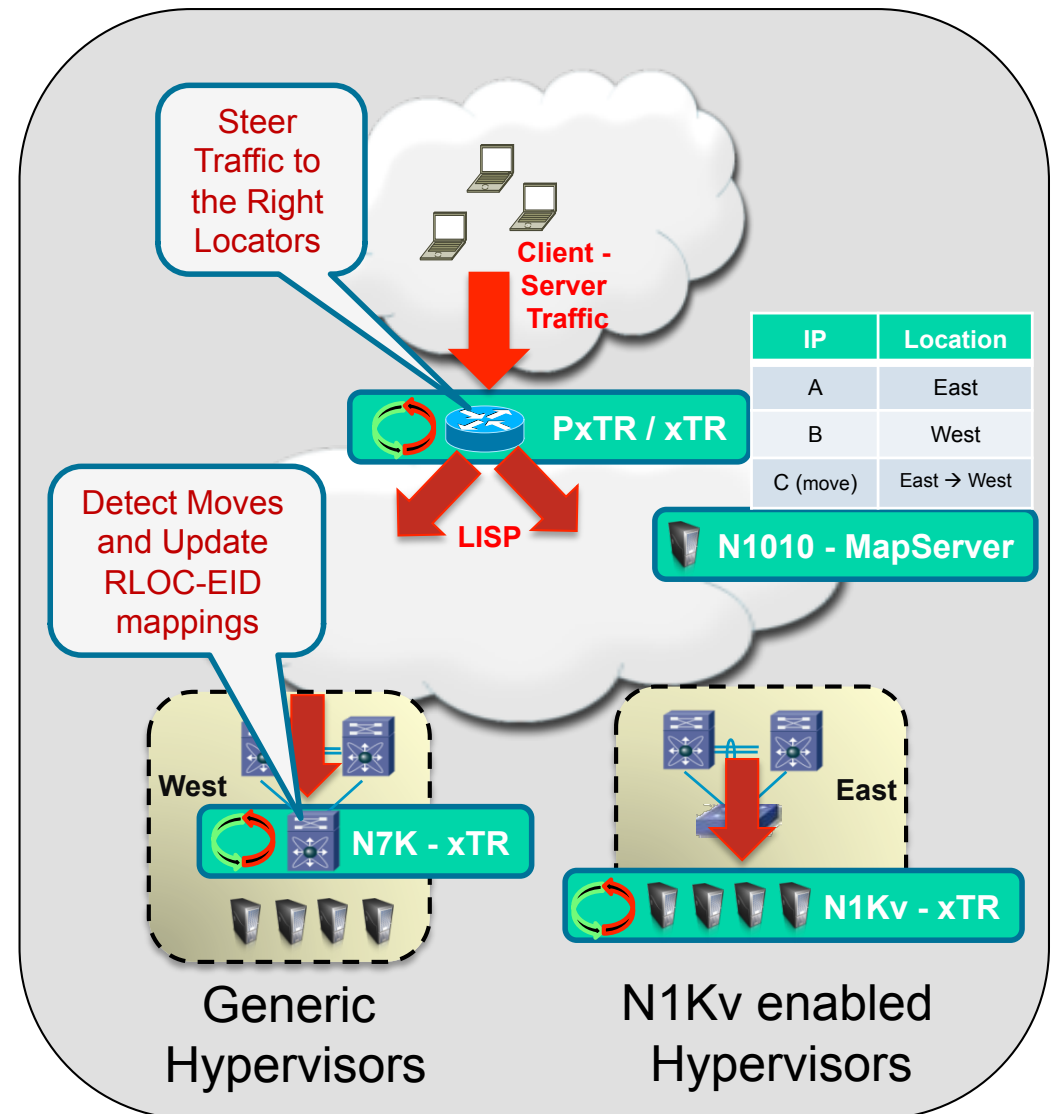 Steer
Traffic to
the Right
Locators
Client -
Server
Traffic
IP Location
A East
B West
C (move) East → West
PxTR / xTR
LISP
N1010 - MapServer
Detect Moves
and Update
RLOC-EID
mappings
West
N7K - xTR
East
N1Kv - xTR
Generic
Hypervisors
N1Kv enabled
Hypervisors